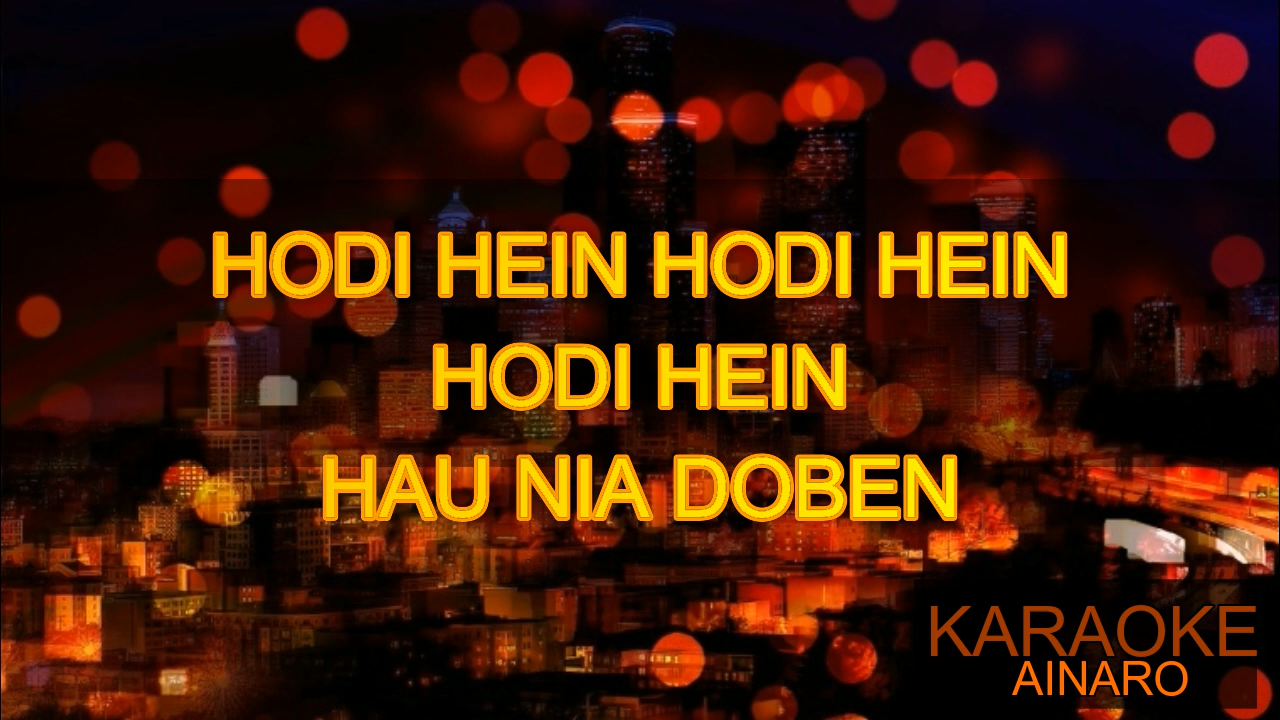 HODI HEIN HODI HEIN
HODI HEIN
HAU NIA DOBEN
KARAOKE
AINARO